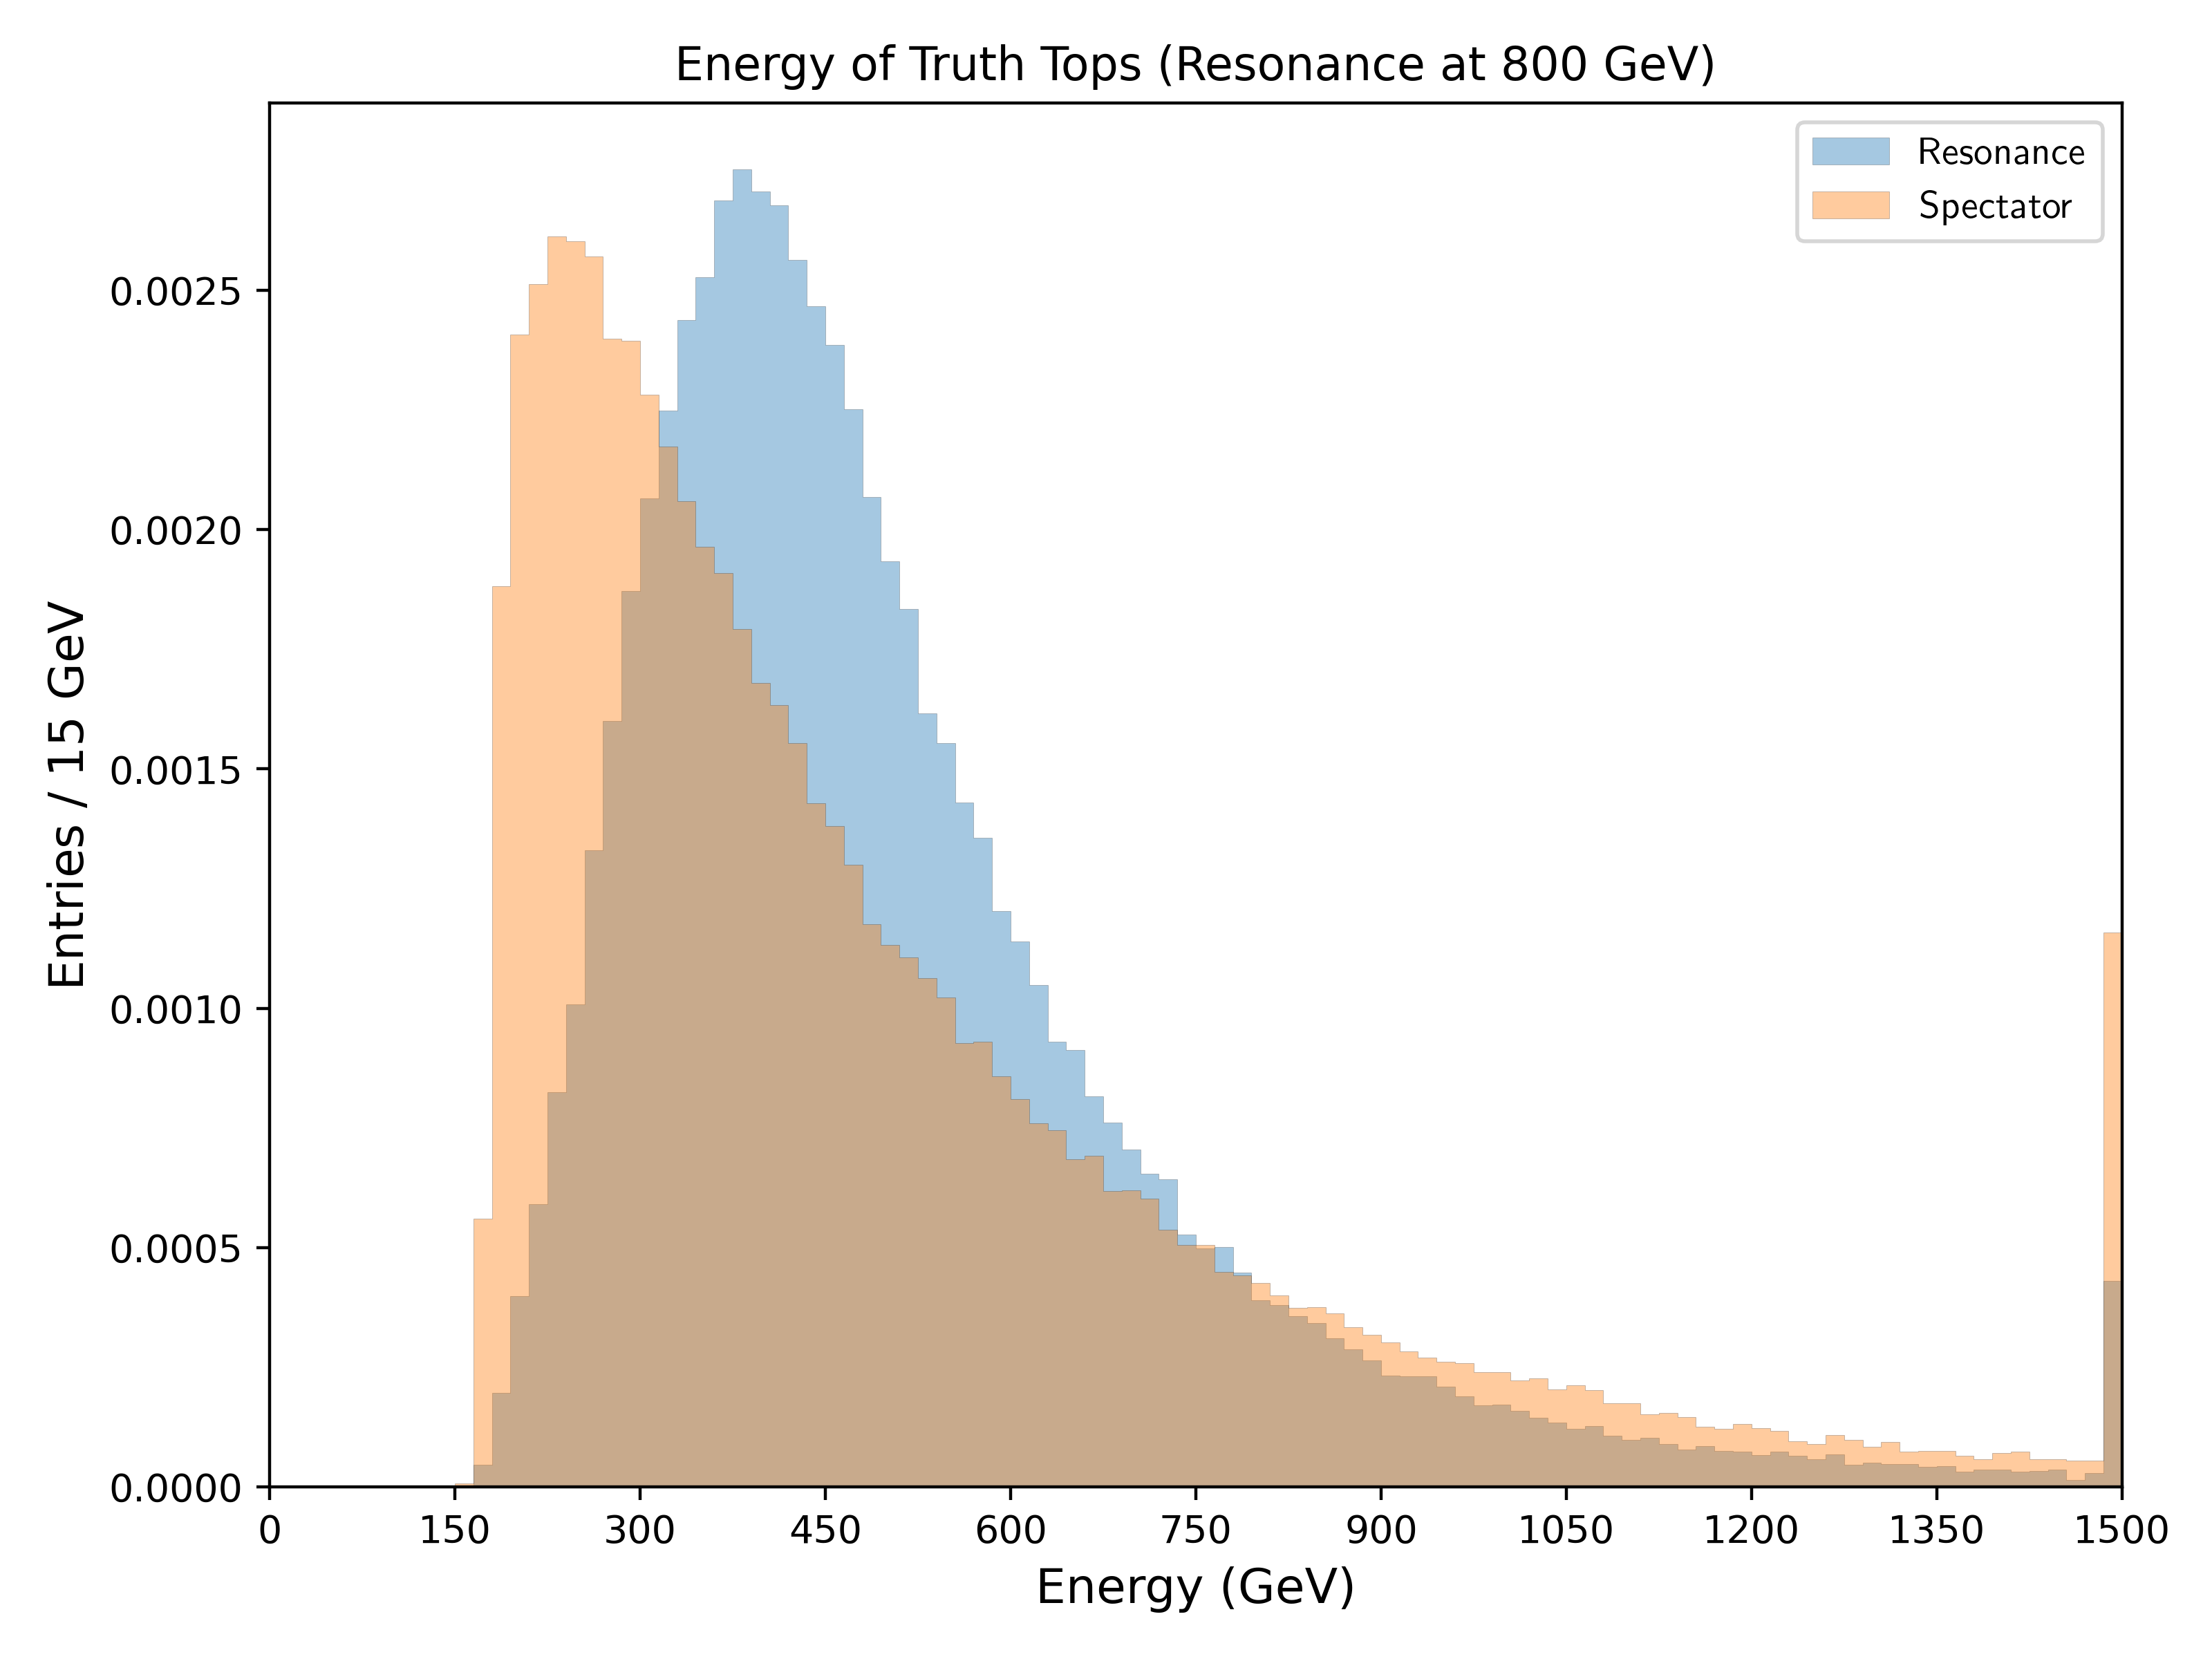 Energy of Truth Tops (Resonance at 800 GeV)
Resonance
Spectator
Entries / 15 GeV
0.0025
0.0020
0.0015
0.0010
0.0005
0.0000
0 150 300 450 600 750 900 1050 1200 1350 1500
Energy (GeV)